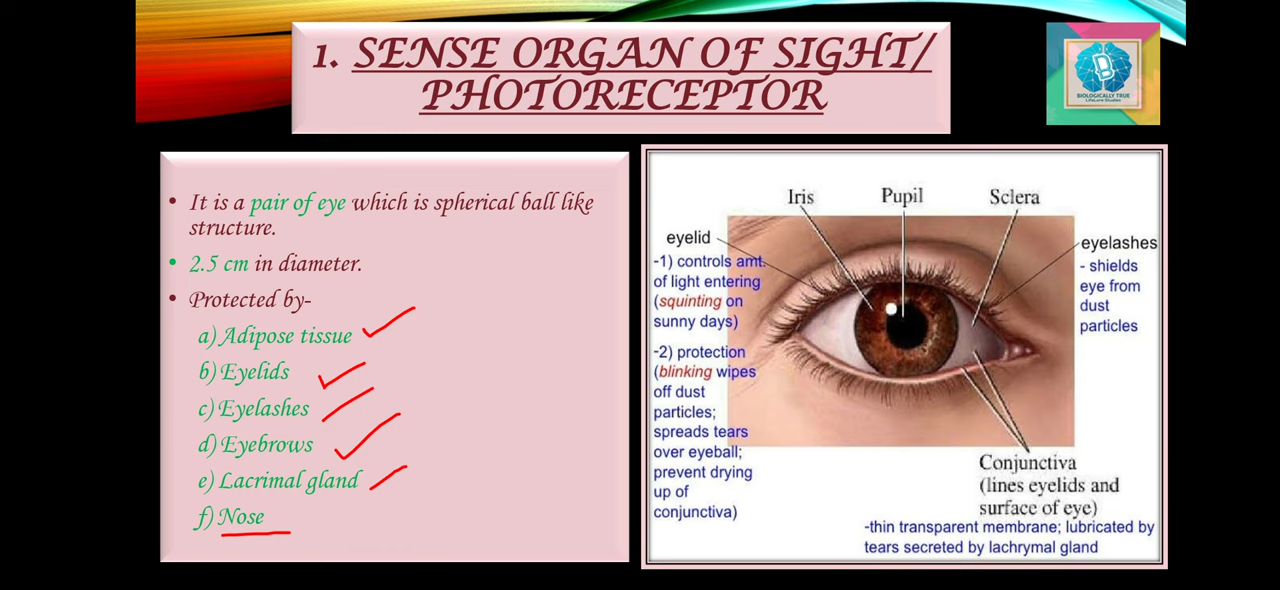 1. SENSE ORGAN OF SIGHT/
PHOTORECEPTOR
BIOLOGICALLY TRUE
LifeLore Studies
• It is a pair of eye which is spherical ball like
structure.
• 2.5 cm in diameter.
• Protected by-
a) Adipose tissue
b) Eyelids
c) Eyelashes
d) Eyebrows
e) Lacrimal gland
f) Nose
Iris Pupil Sclera
eyelid
-1) controls amt.
of light entering
(squinting on
sunny days)
-2) protection
(blinking wipes
off dust
particles;
spreads tears
over eyeball;
prevent drying
up of
conjunctiva)
eyelashes
- shields
eye from
dust
particles
Conjunctiva
(lines eyelids and
surface of eye)
-thin transparent membrane; lubricated by
tears secreted by lachrymal gland